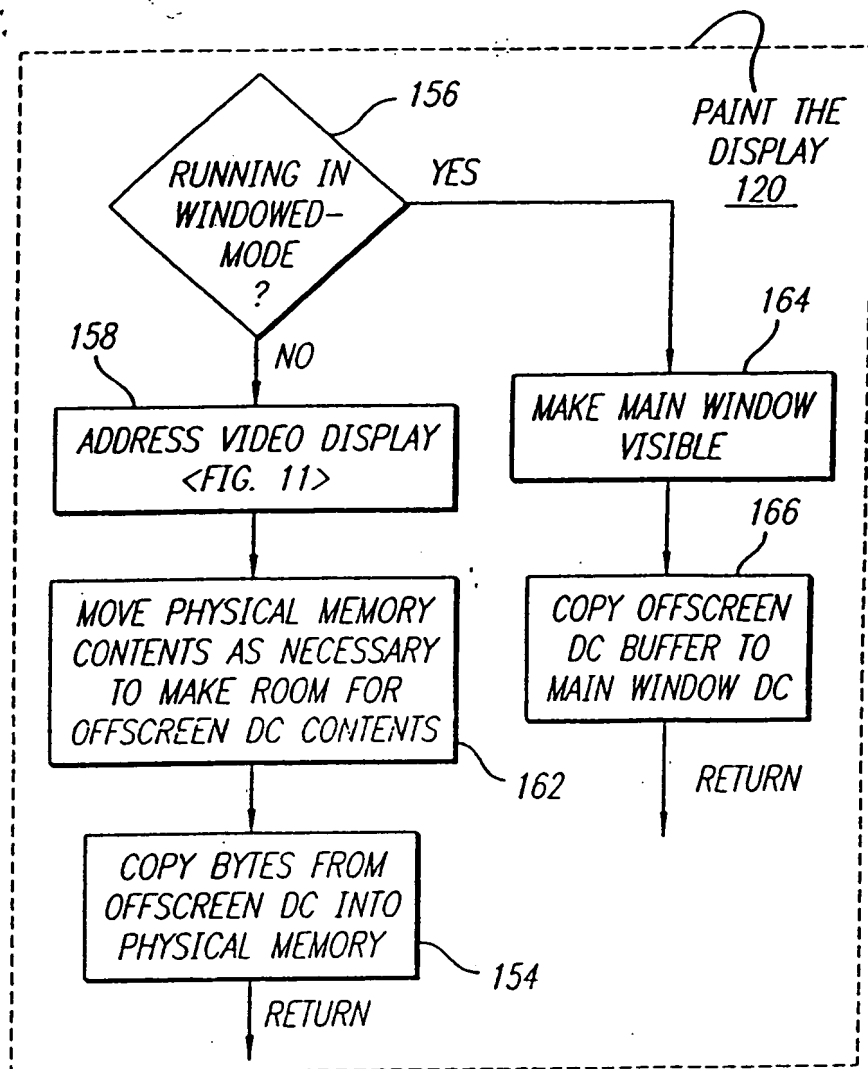 PAINT THE
DISPLAY
120
156
RUNNING IN
WINDOWED-
MODE
?
YES
NO
158
ADDRESS VIDEO DISPLAY
<FIG. 11>
MOVE PHYSICAL MEMORY
CONTENTS AS NECESSARY
TO MAKE ROOM FOR
OFFSCREEN DC CONTENTS
162
COPY BYTES FROM
OFFSCREEN DC INTO
PHYSICAL MEMORY
154
RETURN
164
MAKE MAIN WINDOW
VISIBLE
166
COPY OFFSCREEN
DC BUFFER TO
MAIN WINDOW DC
RETURN